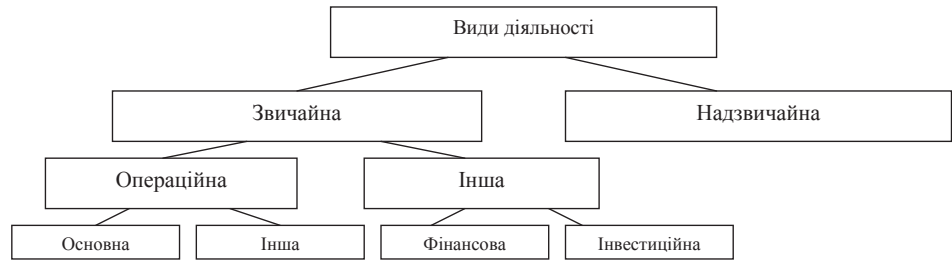 Види діяльності
Звичайна
Надзвичайна
Операційна
Інша
Основна
Інша
Фінансова
Інвестиційна